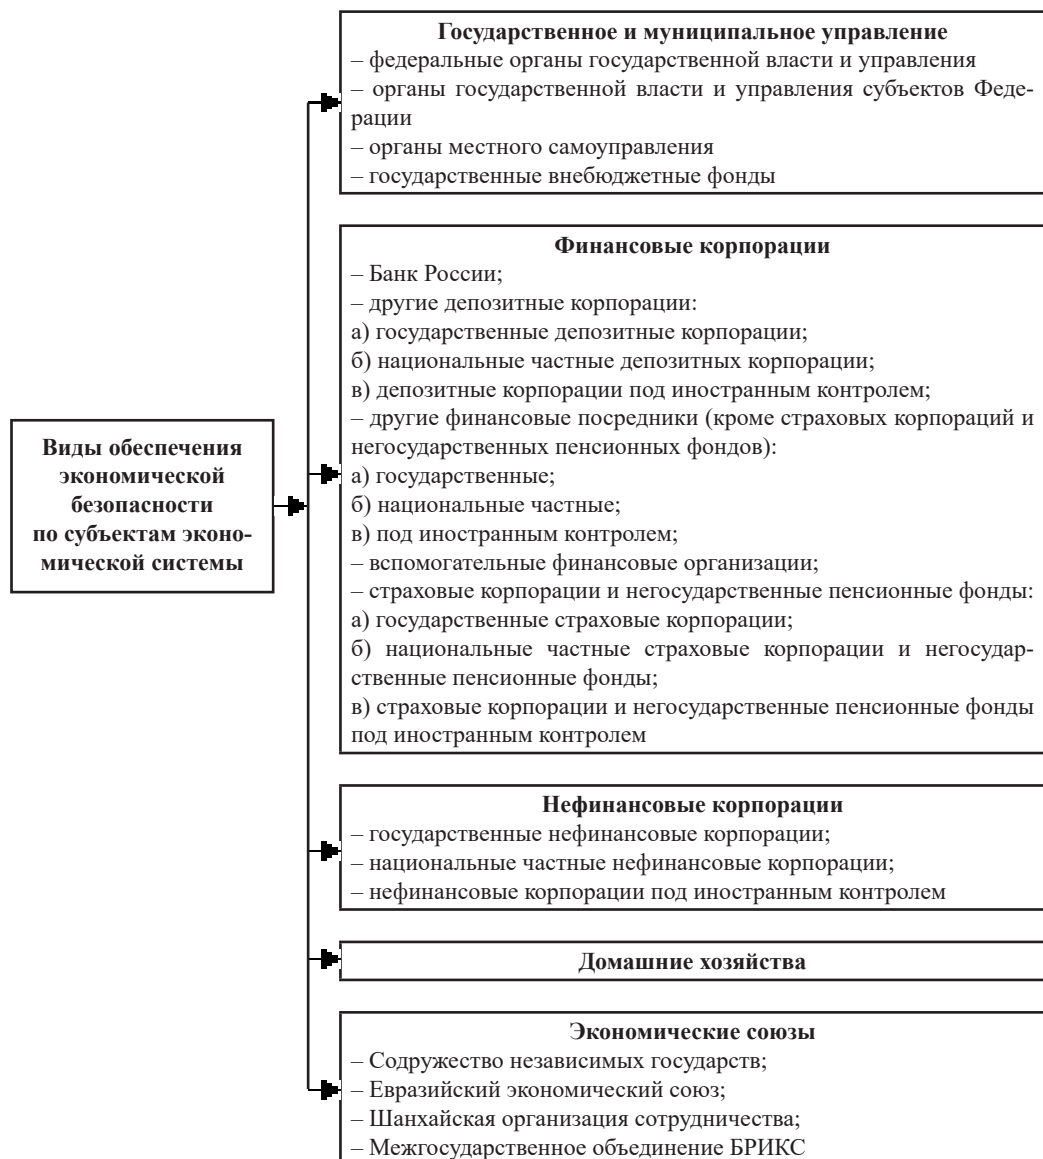 Виды обеспечения
экономической
безопасности
по субъектам эконо-
мической системы
Государственное и муниципальное управление
– федеральные органы государственной власти и управления
– органы государственной власти и управления субъектов Феде-
рации
– органы местного самоуправления
– государственные внебюджетные фонды
Финансовые корпорации
– Банк России;
– другие депозитные корпорации:
а) государственные депозитные корпорации;
б) национальные частные депозитных корпорации;
в) депозитные корпорации под иностранным контролем;
– другие финансовые посредники (кроме страховых корпораций и
негосударственных пенсионных фондов):
а) государственные;
б) национальные частные;
в) под иностранным контролем;
– вспомогательные финансовые организации;
– страховые корпорации и негосударственные пенсионные фонды:
а) государственные страховые корпорации;
б) национальные частные страховые корпорации и негосудар-
ственные пенсионные фонды;
в) страховые корпорации и негосударственные пенсионные фонды
под иностранным контролем
Нефинансовые корпорации
– государственные нефинансовые корпорации;
– национальные частные нефинансовые корпорации;
– нефинансовые корпорации под иностранным контролем
Домашние хозяйства
Экономические союзы
– Содружество независимых государств;
– Евразийский экономический союз;
– Шанхайская организация сотрудничества;
– Межгосударственное объединение БРИКС